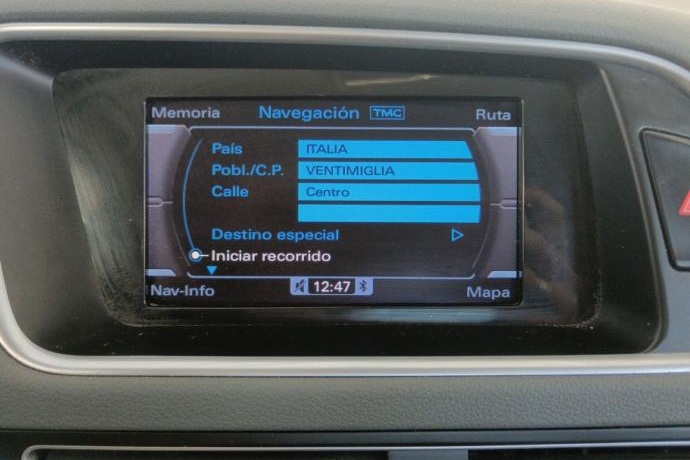 Memoria Navegación TMC Ruta
País ITALIA
Pobl./C.P. VENTIMIGLIA
Calle Centro
Destino especial
Iniciar recorrido
Nav-Info 12:47 Mapa